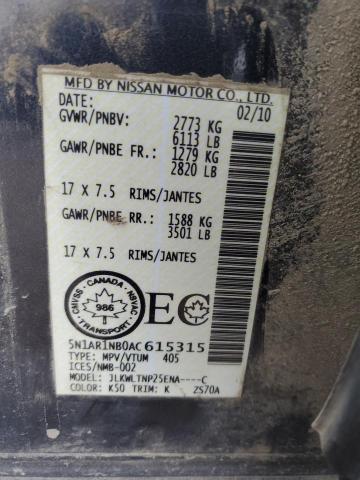 MFD BY NISSAN MOTOR CO., LTD.
DATE: 02/10
GVWR/PNBV: 2773 KG
6113 LB
GAWR/PNBE FR.: 1279 KG
2820 LB
17 X 7.5 RIMS/JANTES
GAWR/PNBE RR.: 1588 KG
3501 LB
17 X 7.5 RIMS/JANTES
CMVSS - CANADA - NSVAC
986
TRANSPORT
EC
5N1AR1NB0AC615315
TYPE: MPV/VTUM 405
ICES/NMB-002
MODEL: JLKWLTNP25ENA----C
COLOR: K50 TRIM: K ZS70A